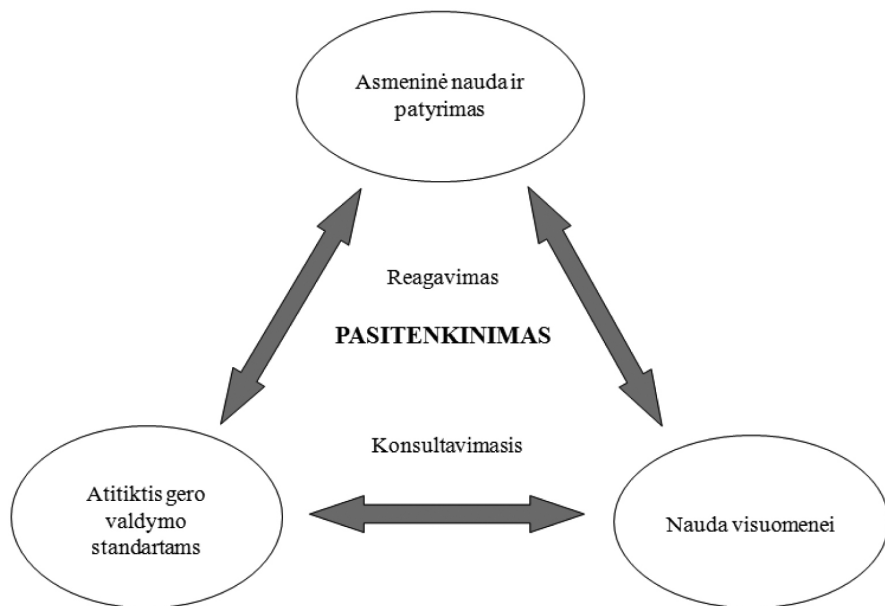 Asmeninė nauda ir
patyrimas
Reagavimas
PASITENKINIMAS
Konsultavimasis
Atitiktis gero
valdymo
standartams
Nauda visuomenei